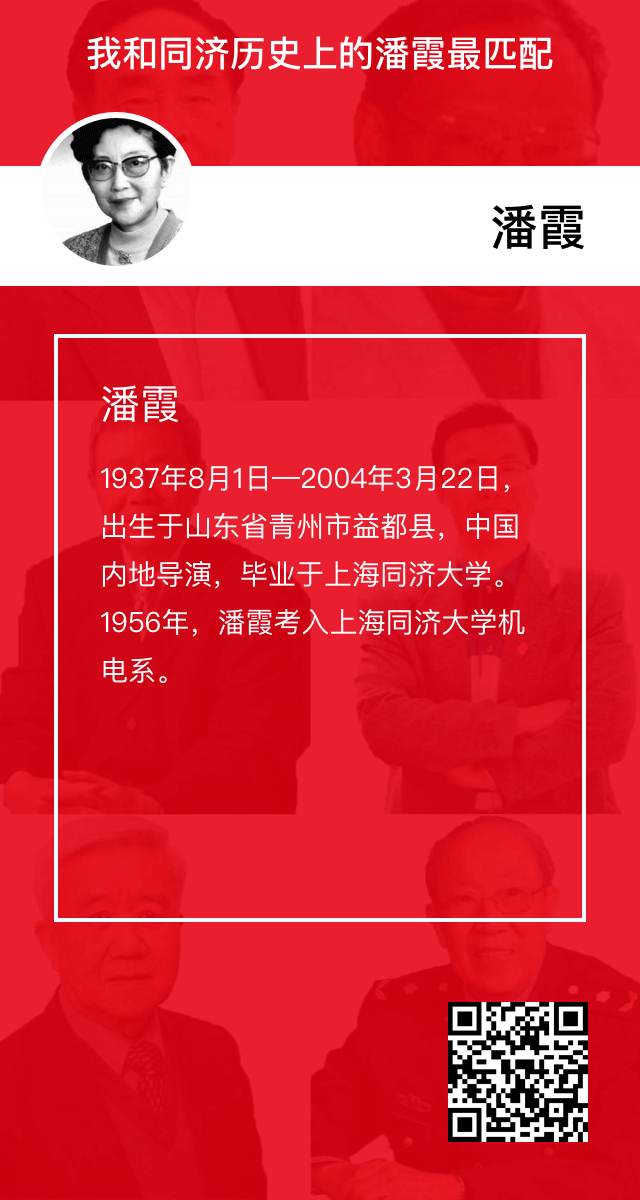 我和同济历史上的潘霞最匹配
潘霞
潘霞
1937年8月1日—2004年3月22日，
出生于山东省青州市益都县，中国
内地导演，毕业于上海同济大学。
1956年，潘霞考入上海同济大学机
电系。